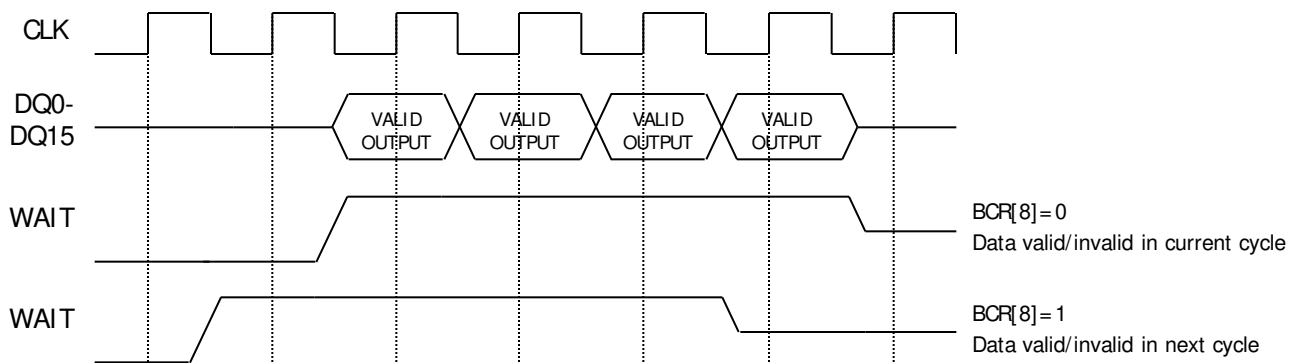 CLK
DQ0-
DQ15
VALID VALID VALID VALID
OUTPUT OUTPUT OUTPUT OUTPUT
WAIT
BCR[8]=0
Data valid/invalid in current cycle
WAIT
BCR[8]=1
Data valid/invalid in next cycle